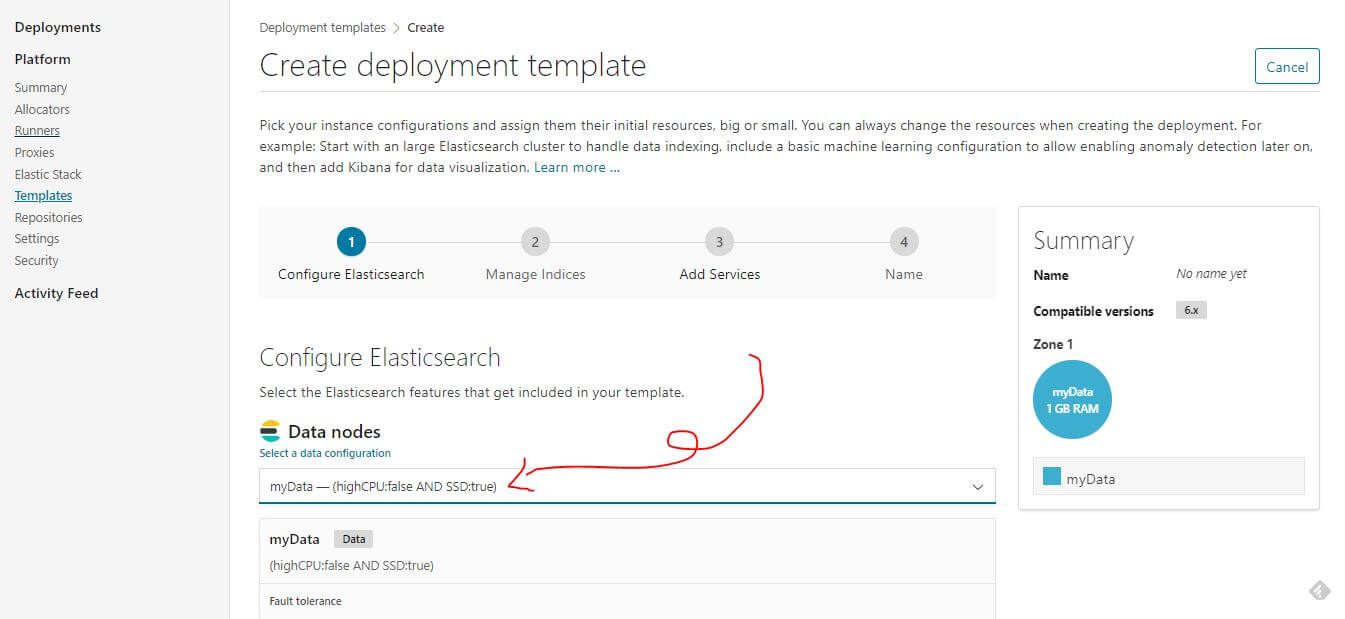 Deployments
Platform
Summary
Allocators
Runners
Proxies
Elastic Stack
Templates
Repositories
Settings
Security
Activity Feed
Deployment templates > Create
Create deployment template
Cancel
Pick your instance configurations and assign them their initial resources, big or small. You can always change the resources when creating the deployment. For
example: Start with an large Elasticsearch cluster to handle data indexing, include a basic machine learning configuration to allow enabling anomaly detection later on,
and then add Kibana for data visualization. Learn more ...
1 2 3 4
Configure Elasticsearch Manage Indices Add Services Name
Configure Elasticsearch
Select the Elasticsearch features that get included in your template.
Data nodes
Select a data configuration
myData — (highCPU:false AND SSD:true)
myData Data
(highCPU:false AND SSD:true)
Fault tolerance
Summary
Name No name yet
Compatible versions 6.x
Zone 1
myData
1 GB RAM
myData